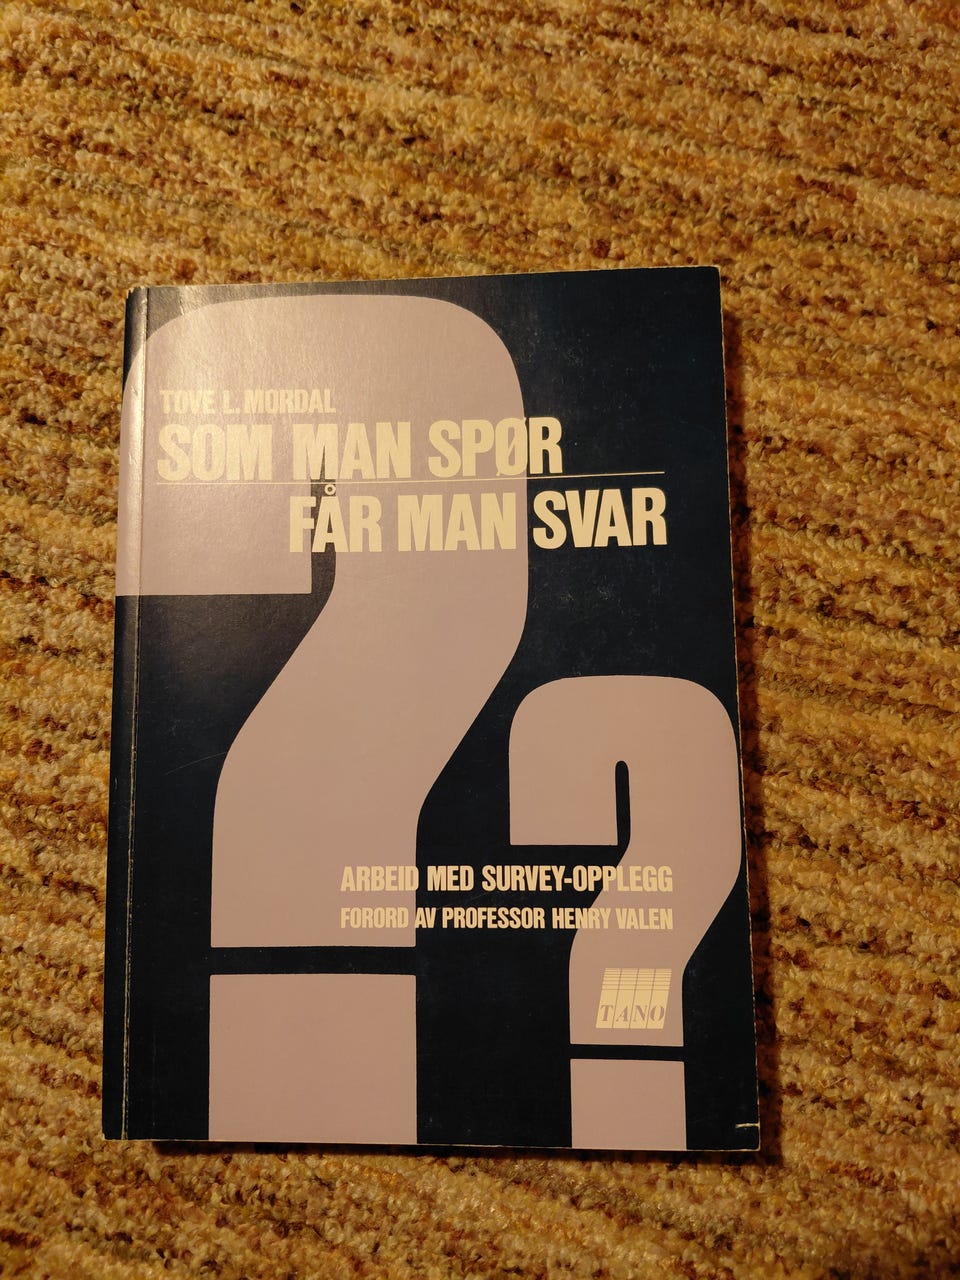 TOVE L. MORDAL
SOM MAN SPØR
FÅR MAN SVAR
ARBEID MED SURVEY-OPPLEGG
FORORD AV PROFESSOR HENRY VALEN
TANO